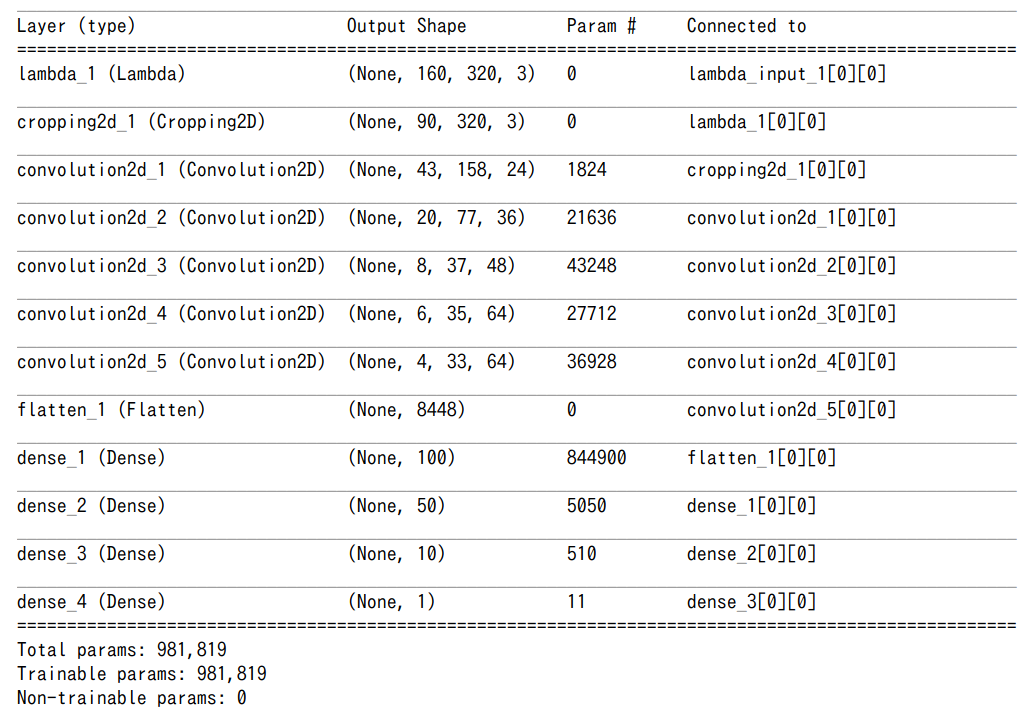 Layer (type) Output Shape Param # Connected to
====================================================================================================
lambda_1 (Lambda) (None, 160, 320, 3) 0 lambda_input_1[0][0]
cropping2d_1 (Cropping2D) (None, 90, 320, 3) 0 lambda_1[0][0]
convolution2d_1 (Convolution2D) (None, 43, 158, 24) 1824 cropping2d_1[0][0]
convolution2d_2 (Convolution2D) (None, 20, 77, 36) 21636 convolution2d_1[0][0]
convolution2d_3 (Convolution2D) (None, 8, 37, 48) 43248 convolution2d_2[0][0]
convolution2d_4 (Convolution2D) (None, 6, 35, 64) 27712 convolution2d_3[0][0]
convolution2d_5 (Convolution2D) (None, 4, 33, 64) 36928 convolution2d_4[0][0]
flatten_1 (Flatten) (None, 8448) 0 convolution2d_5[0][0]
dense_1 (Dense) (None, 100) 844900 flatten_1[0][0]
dense_2 (Dense) (None, 50) 5050 dense_1[0][0]
dense_3 (Dense) (None, 10) 510 dense_2[0][0]
dense_4 (Dense) (None, 1) 11 dense_3[0][0]
====================================================================================================
Total params: 981,819
Trainable params: 981,819
Non-trainable params: 0